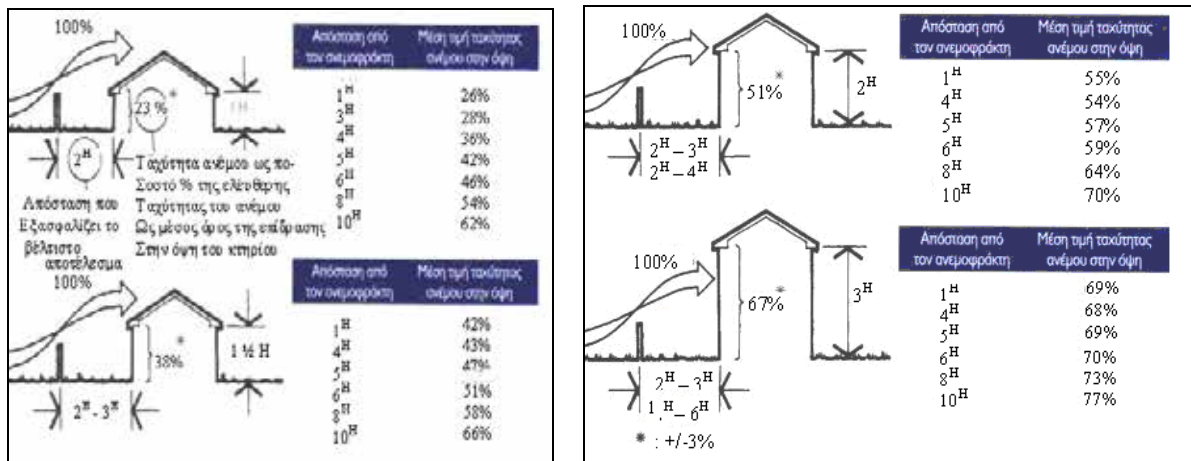 100%
23 %*
1H
2H
Ταχύτητα ανέμου ως πο-
Σοστό % της ελέυθερης
Ταχύτητας του ανέμου
Ως μέσος όρος της επίδρασης
Στην όψη του κτηρίου
Απόσταση που
Εξασφαλίζει το
βέλτιστο
αποτέλεσμα
Απόσταση από Μέση τιμή ταχύτητας
τον ανεμοφράκτη ανέμου στην όψη
1H 26%
3H 28%
4H 36%
5H 42%
6H 46%
8H 54%
10H 62%
100%
38%*
1 ½ H
2H - 3H
Απόσταση από Μέση τιμή ταχύτητας
τον ανεμοφράκτη ανέμου στην όψη
1H 42%
4H 43%
5H 47%
6H 51%
8H 58%
10H 66%
100%
51%*
2H
2H – 3H
2H – 4H
Απόσταση από Μέση τιμή ταχύτητας
τον ανεμοφράκτη ανέμου στην όψη
1H 55%
4H 54%
5H 57%
6H 59%
8H 64%
10H 70%
100%
67%*
3H
2H – 3H
1H – 6H
* : +/-3%
Απόσταση από Μέση τιμή ταχύτητας
τον ανεμοφράκτη ανέμου στην όψη
1H 69%
4H 68%
5H 69%
6H 70%
8H 73%
10H 77%